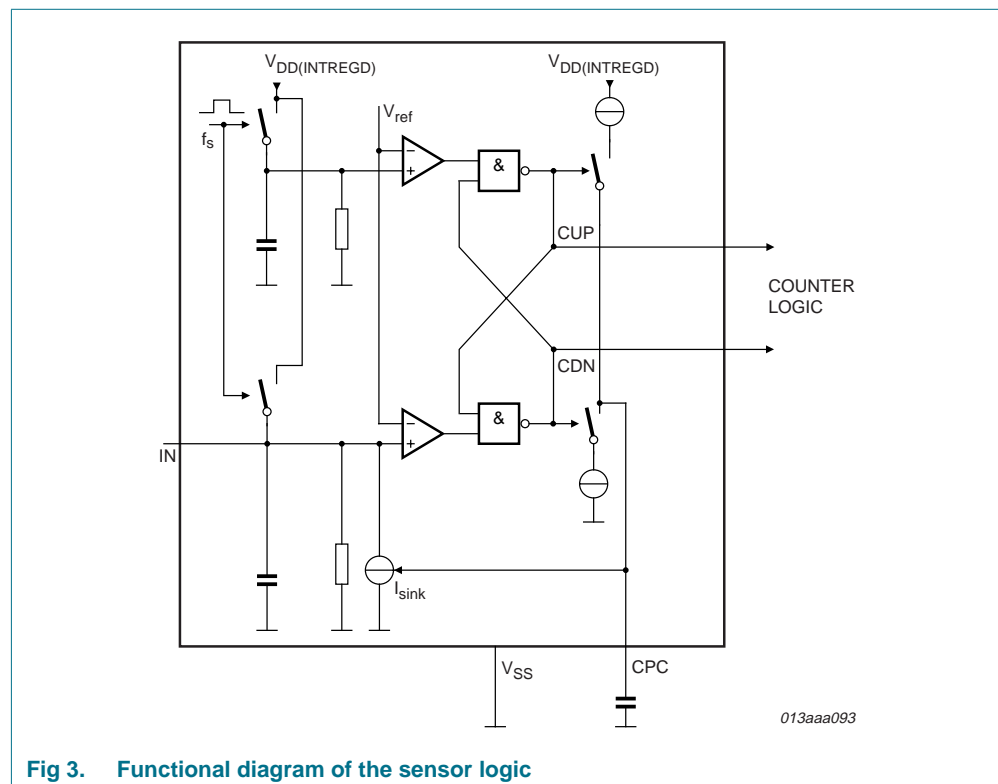 VDD(INTREGD)
VDD(INTREGD)
fs
Vref
−
+
&
CUP
COUNTER
LOGIC
CDN
−
+
&
IN
Isink
VSS
CPC
013aaa093
Fig 3. Functional diagram of the sensor logic